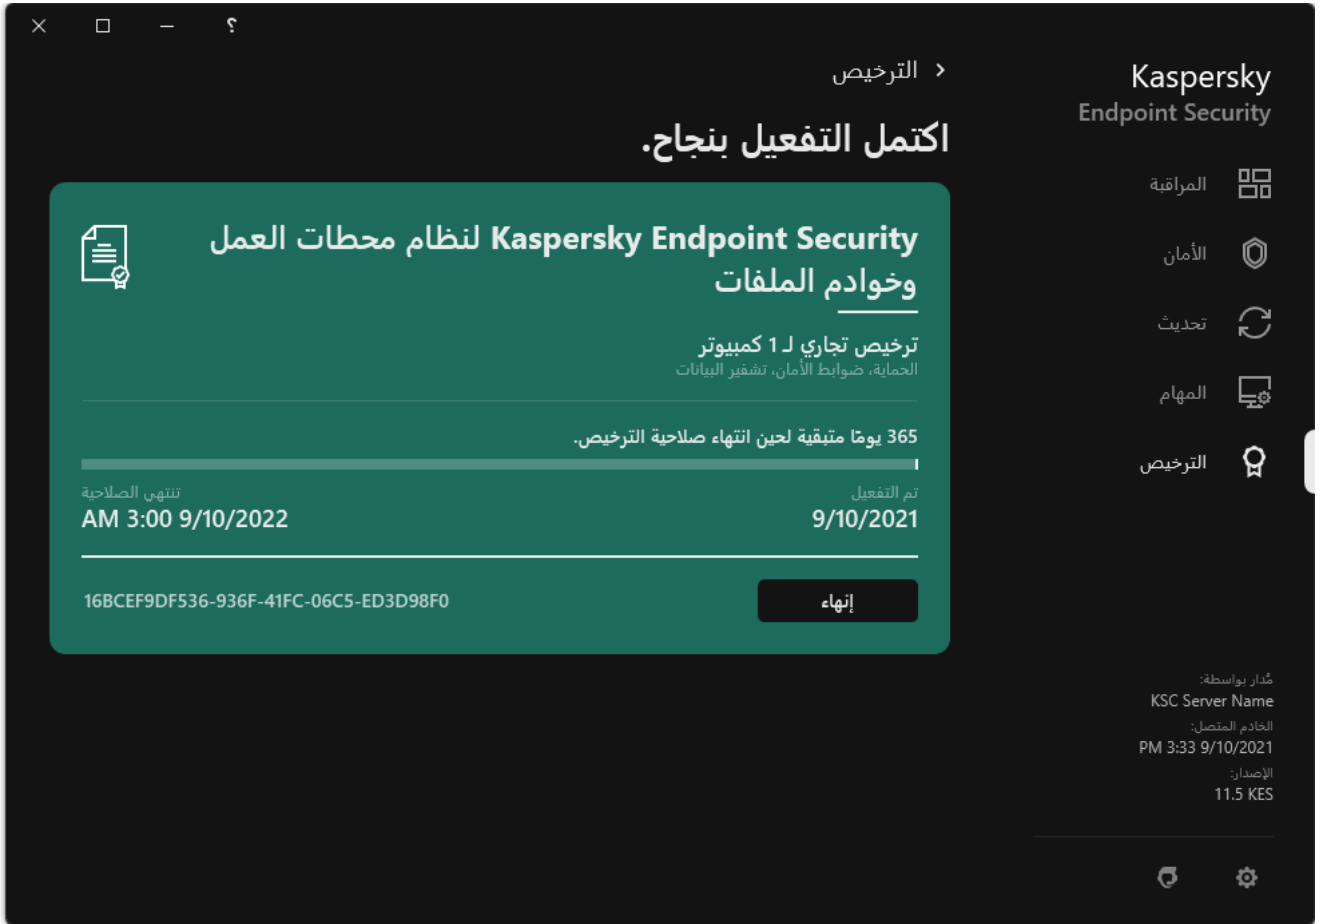 ؟
Kaspersky
Endpoint Security
المراقبة
الأمان
تحديث
المهام
الترخيص
مُدار بواسطة:
KSC Server Name
الخادم المتصل:
PM 3:33 9/10/2021
الإصدار:
11.5 KES
الترخيص
اكتمل التفعيل بنجاح.
Kaspersky Endpoint Security لنظام محطات العمل
وخوادم الملفات
ترخيص تجاري لـ 1 كمبيوتر
الحماية، ضوابط الأمان، تشفير البيانات
365 يومًا متبقية لحين انتهاء صلاحية الترخيص.
تم التفعيل
9/10/2021
تنتهي الصلاحية
AM 3:00 9/10/2022
إنهاء
16BCEF9DF536-936F-41FC-06C5-ED3D98F0